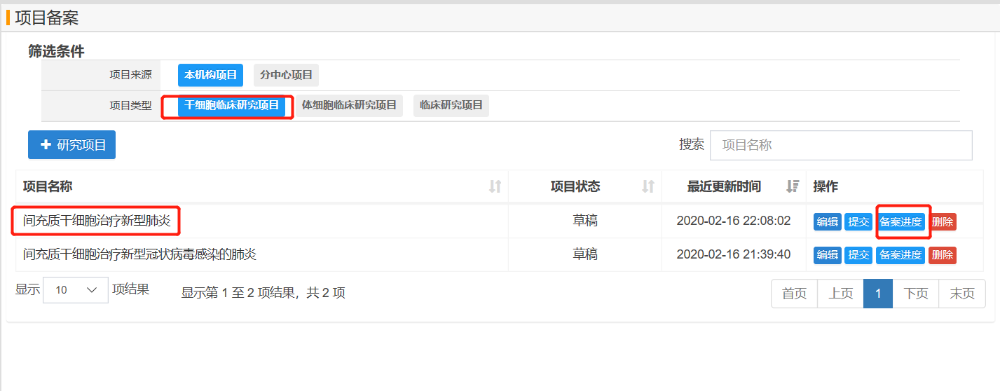 项目备案
筛选条件
项目来源 本机构项目 分中心项目
项目类型 干细胞临床研究项目 体细胞临床研究项目 临床研究项目
+ 研究项目 搜索 项目名称
项目名称 项目状态 最近更新时间 操作
间充质干细胞治疗新型肺炎 草稿 2020-02-16 22:08:02 编辑 提交 备案进度 删除
间充质干细胞治疗新型冠状病毒感染的肺炎 草稿 2020-02-16 21:39:40 编辑 提交 备案进度 删除
显示 10 项结果 显示第 1 至 2 项结果，共 2 项 首页 上页 1 下页 末页